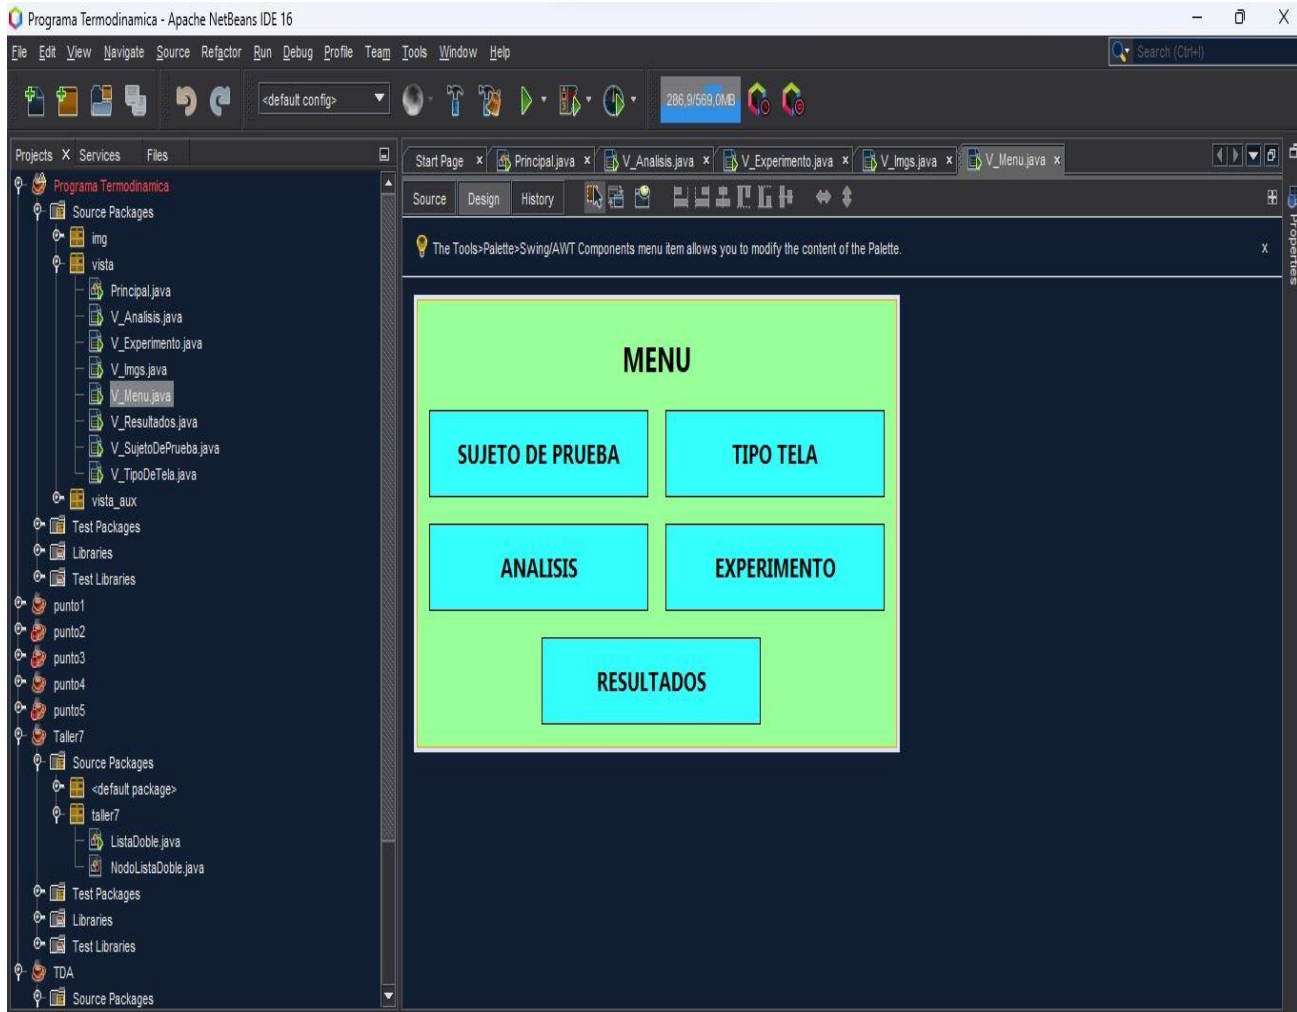 Programa Termodinamica - Apache NetBeans IDE 16
File Edit View Navigate Source Refactor Run Debug Profile Team Tools Window Help
Search (Ctrl+I)
<default config>
286,9/569,0MB
Projects X Services Files
Start Page x Principal.java x V_Analisis.java x V_Experimento.java x V_Imgs.java x V_Menu.java x
Source Design History
The Tools>Palette>Swing/AWT Components menu item allows you to modify the content of the Palette.
x
Properties
Programa Termodinamica
Source Packages
img
vista
Principal.java
V_Analisis.java
V_Experimento.java
V_Imgs.java
V_Menu.java
V_Resultados.java
V_SujetoDePrueba.java
V_TipoDeTela.java
vista_aux
Test Packages
Libraries
Test Libraries
punto1
punto2
punto3
punto4
punto5
Taller7
Source Packages
<default package>
taller7
ListaDoble.java
NodoListaDoble.java
Test Packages
Libraries
Test Libraries
TDA
Source Packages
MENU
SUJETO DE PRUEBA TIPO TELA
ANALISIS EXPERIMENTO
RESULTADOS